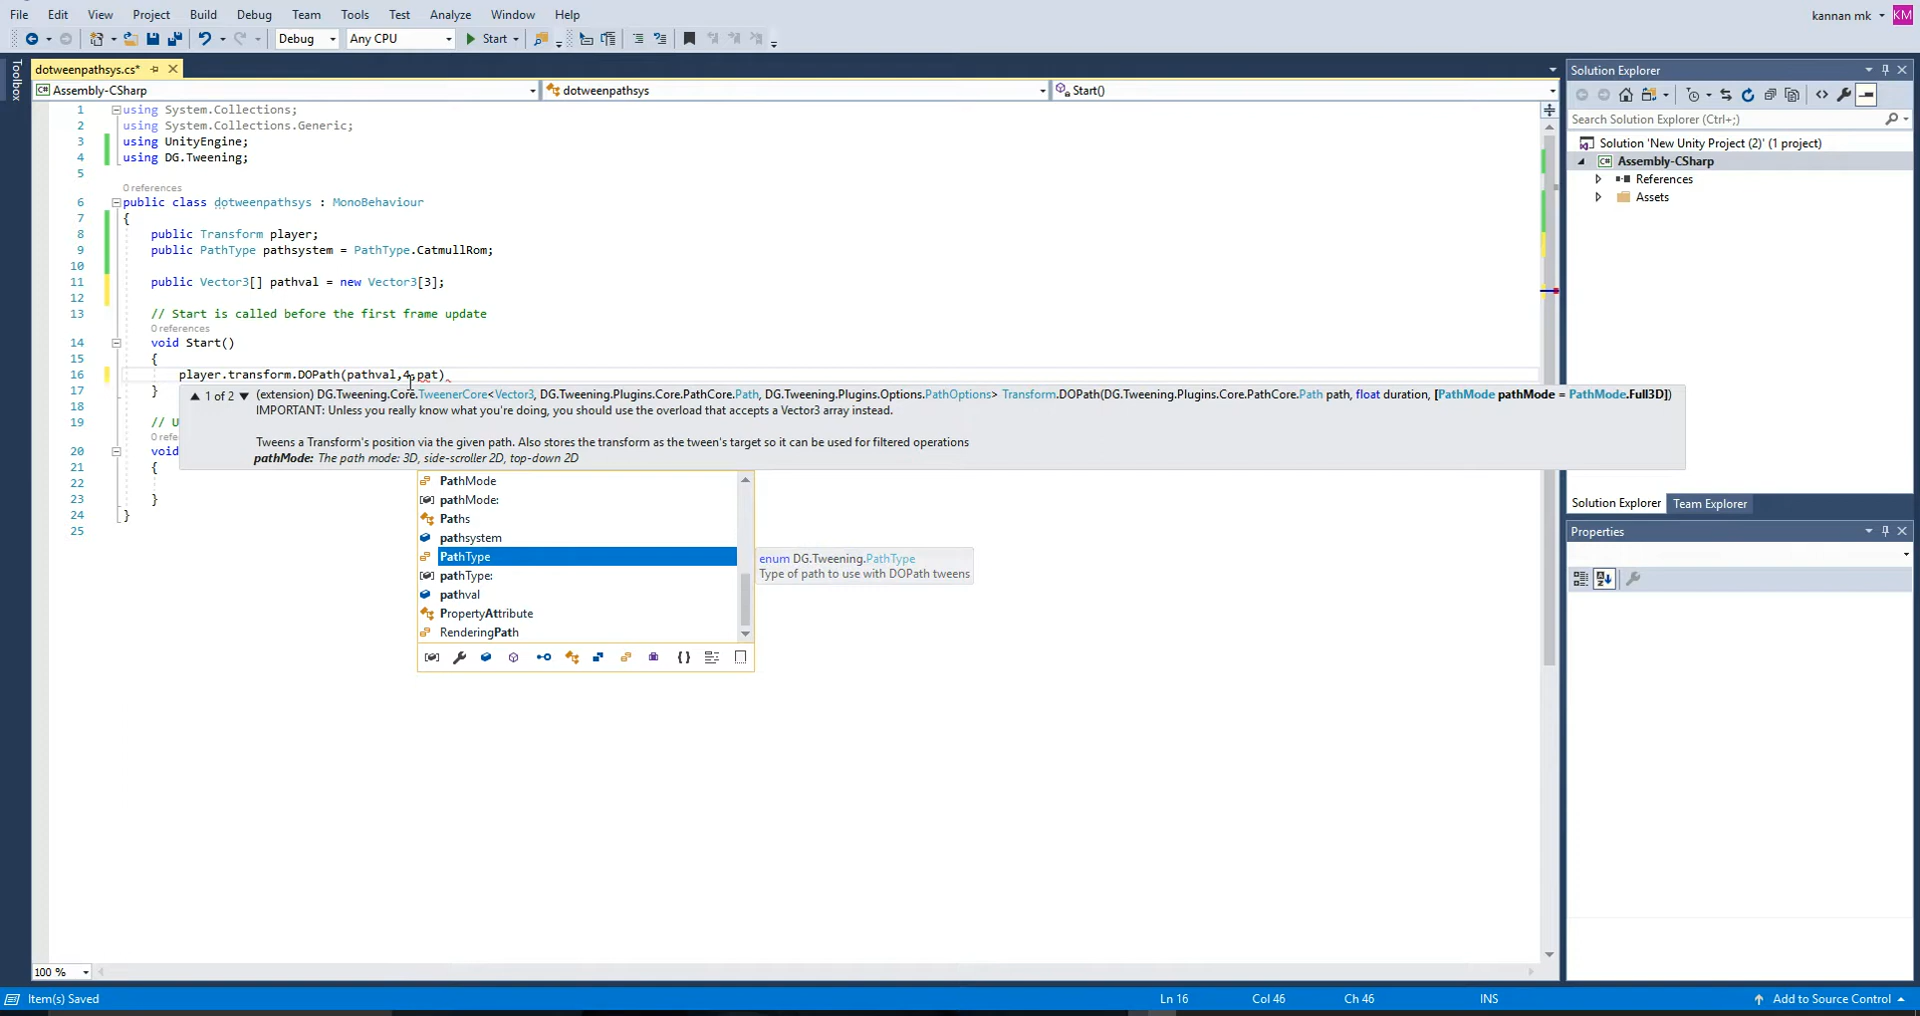 File Edit View Project Build Debug Team Tools Test Analyze Window Help
kannan mk KM
Debug Any CPU Start
Toolbox
dotweenpathsys.cs*
Assembly-CSharp dotweenpathsys Start()
1 using System.Collections;
2 using System.Collections.Generic;
3 using UnityEngine;
4 using DG.Tweening;
5
0 references
6 public class dotweenpathsys : MonoBehaviour
7 {
8 public Transform player;
9 public PathType pathsystem = PathType.CatmullRom;
10
11 public Vector3[] pathval = new Vector3[3];
12
13 // Start is called before the first frame update
0 references
14 void Start()
15 {
16 player.transform.DOPath(pathval,4,pat)
17 }
1 of 2 (extension) DG.Tweening.Core.TweenerCore<Vector3, DG.Tweening.Plugins.Core.PathCore.Path, DG.Tweening.Plugins.Options.PathOptions> Transform.DOPath(DG.Tweening.Plugins.Core.PathCore.Path path, float duration, [PathMode pathMode = PathMode.Full3D])
IMPORTANT: Unless you really know what you're doing, you should use the overload that accepts a Vector3 array instead.
Tweens a Transform's position via the given path. Also stores the transform as the tween's target so it can be used for filtered operations
pathMode: The path mode: 3D, side-scroller 2D, top-down 2D
18
19 // U
0 refe
20 void
21 {
22
23 }
24 }
25
PathMode
pathMode:
Paths
pathsystem
PathType
pathType:
pathval
PropertyAttribute
RenderingPath
enum DG.Tweening.PathType
Type of path to use with DOPath tweens
Solution Explorer
Search Solution Explorer (Ctrl+;)
Solution 'New Unity Project (2)' (1 project)
Assembly-CSharp
References
Assets
Solution Explorer Team Explorer
Properties
100 %
Item(s) Saved Ln 16 Col 46 Ch 46 INS Add to Source Control